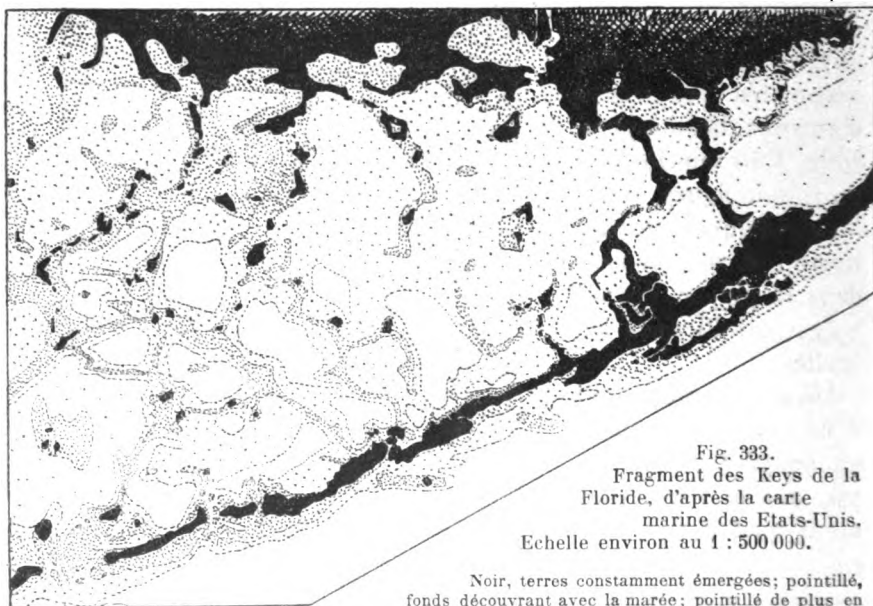 Fig. 333.
Fragment des Keys de la
Floride, d'après la carte
marine des Etats-Unis.
Echelle environ au 1 : 500 000.
Noir, terres constamment émergées; pointillé,
fonds découvrant avec la marée; pointillé de plus en